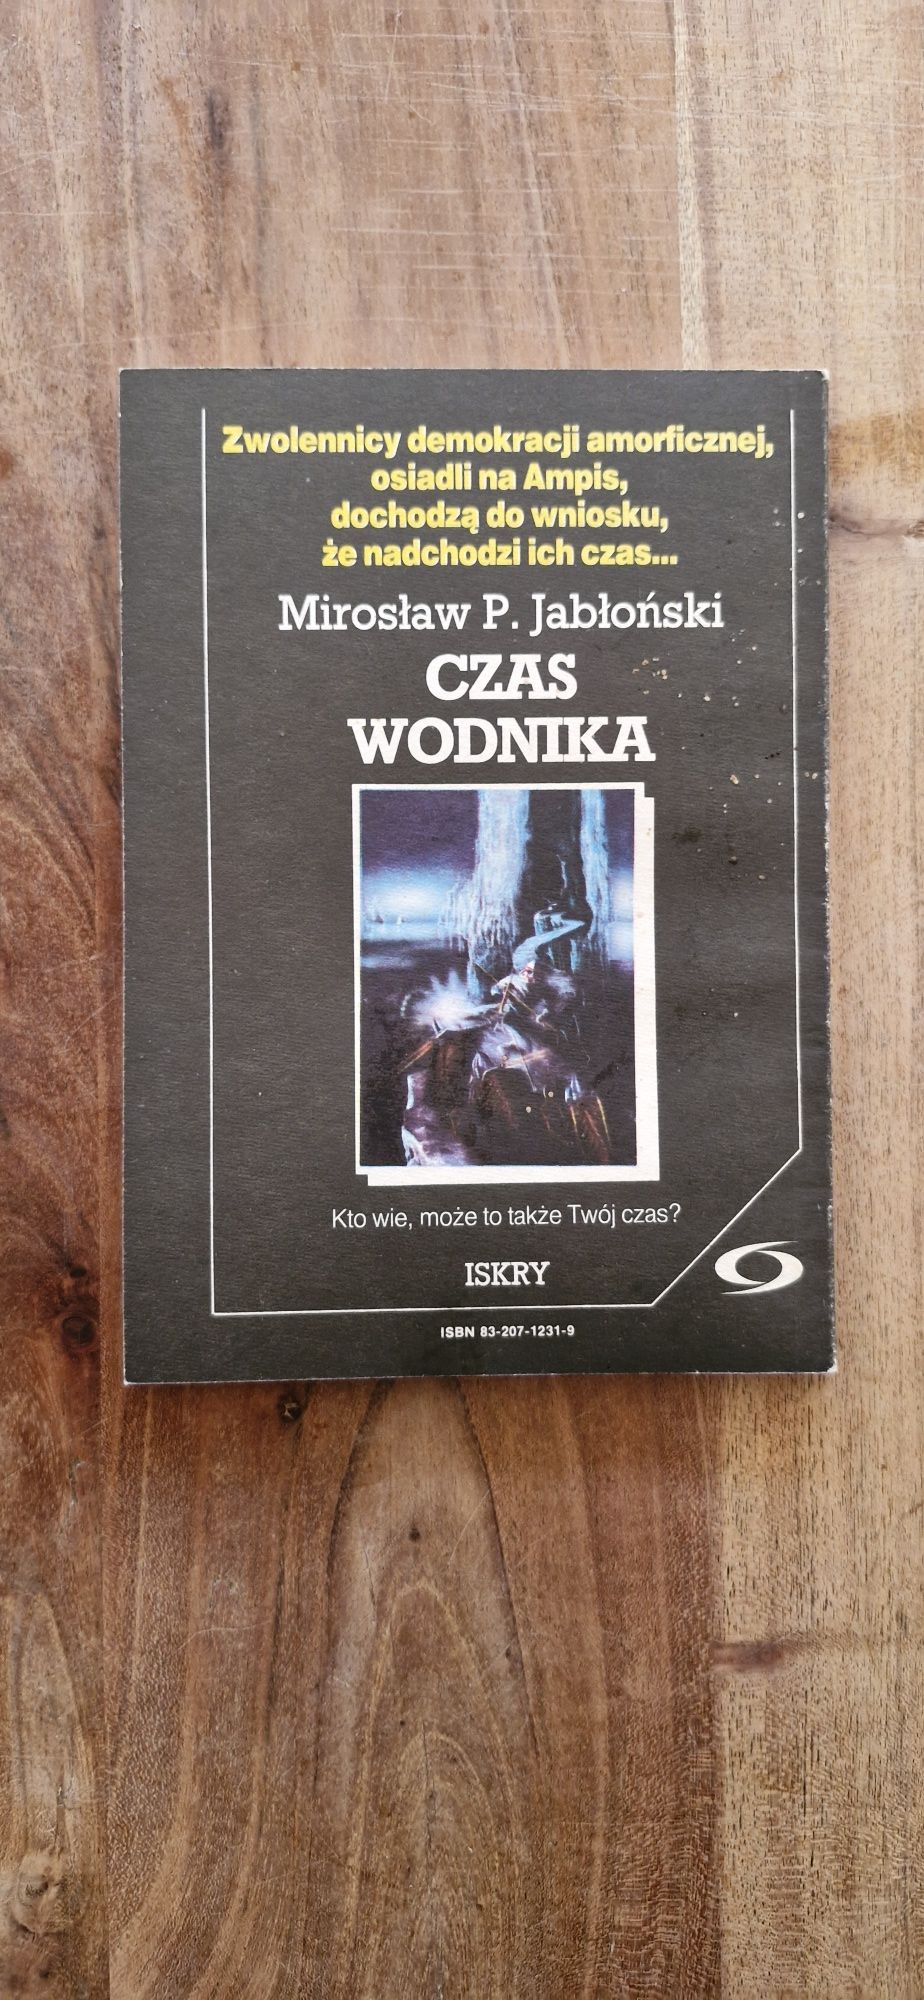 Zwolennicy demokracji amorficznej,
osiadli na Ampis,
dochodzą do wniosku,
że nadchodzi ich czas...
Mirosław P. Jabłoński
CZAS
WODNIKA
Kto wie, może to także Twój czas?
ISKRY
ISBN 83-207-1231-9